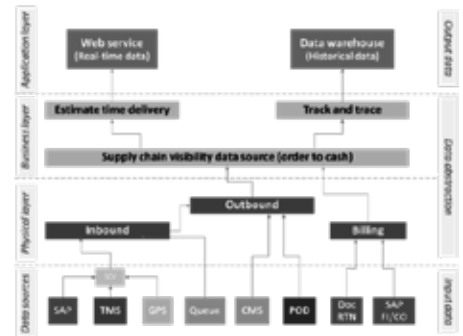 Application layer
Web service
(Real-time data)
Data warehouse
(Historical data)
Output data
Business layer
Estimate time delivery
Track and trace
Supply chain visibility data source (order to cash)
Data abstraction
Physical layer
Inbound
Outbound
Billing
Data sources
SAP
TMS
GPS
Queue
CMS
POD
Doc
RTN
SAP
FI/CO
Input data